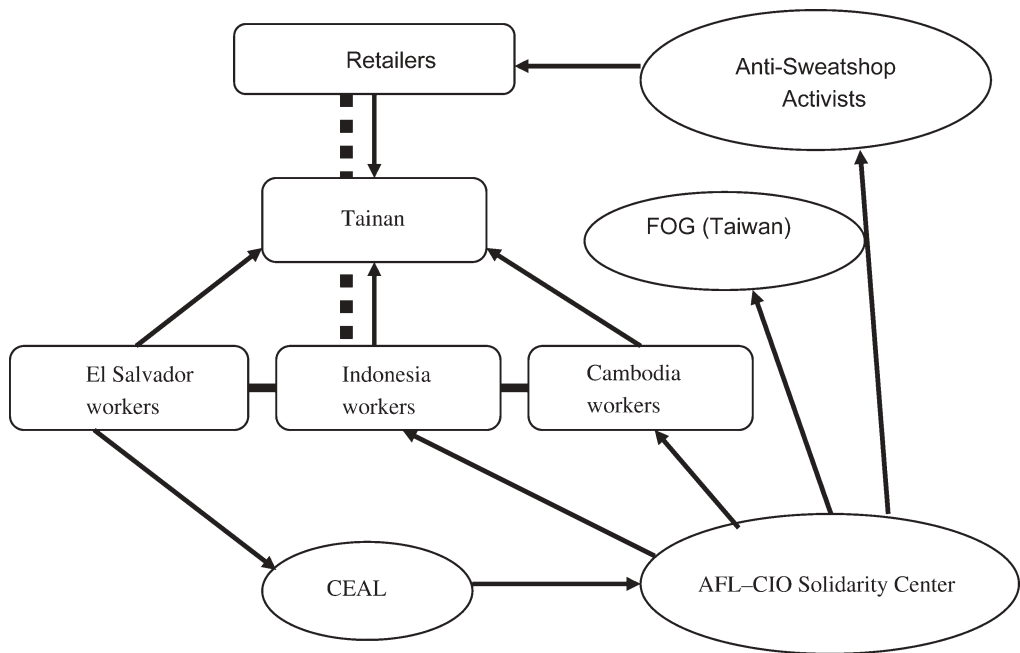 Retailers
Anti-Sweatshop
Activists
Tainan
FOG (Taiwan)
El Salvador
workers
Indonesia
workers
Cambodia
workers
CEAL
AFL–CIO Solidarity Center